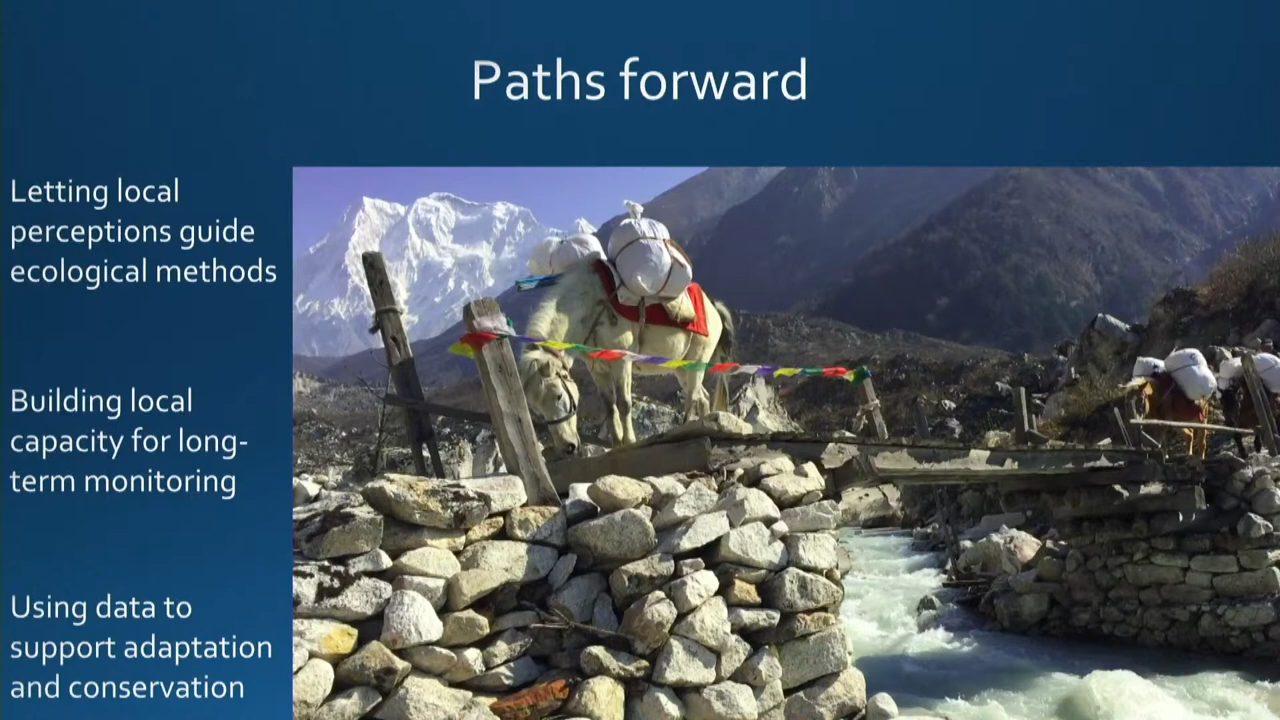 Paths forward
Letting local
perceptions guide
ecological methods
Building local
capacity for long-
term monitoring
Using data to
support adaptation
and conservation